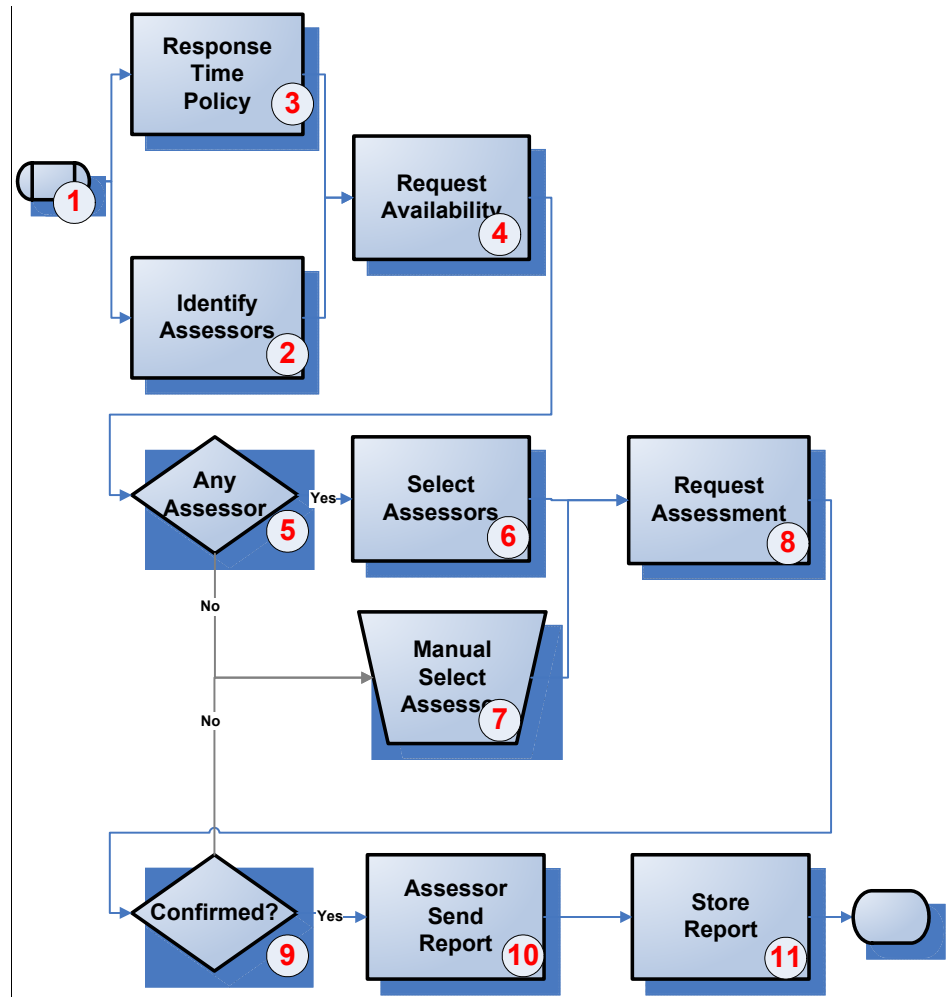 Response
Time
Policy
3
1
Request
Availability
4
Identify
Assessors
2
Any
Assessor
5
Yes
Select
Assessors
6
Request
Assessment
8
No
Manual
Select
Assesso
7
No
Confirmed?
9
Yes
Assessor
Send
Report
10
Store
Report
11